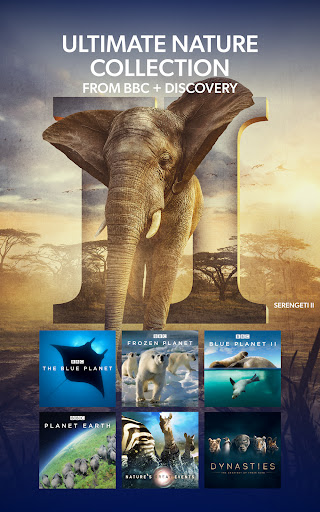 ULTIMATE NATURE
COLLECTION
FROM BBC + DISCOVERY
SERENGETI II
BBC
THE BLUE PLANET
BBC
FROZEN PLANET
BBC
BLUE PLANET II
BBC
PLANET EARTH
NATURE'S EVENTS
DYNASTIES